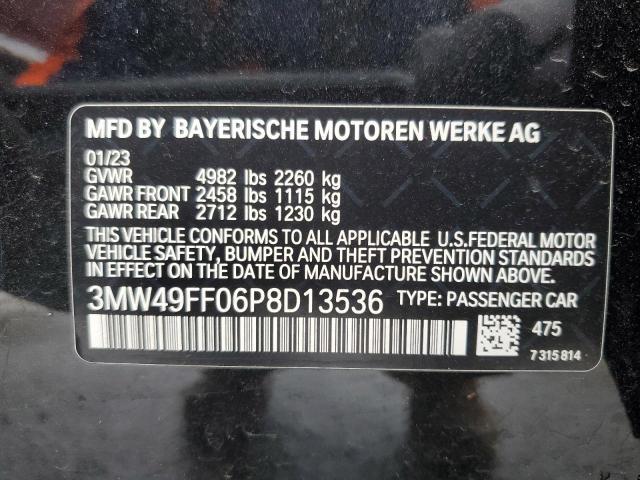 MFD BY BAYERISCHE MOTOREN WERKE AG
01/23
GVWR 4982 lbs 2260 kg
GAWR FRONT 2458 lbs 1115 kg
GAWR REAR 2712 lbs 1230 kg
THIS VEHICLE CONFORMS TO ALL APPLICABLE U.S.FEDERAL MOTOR
VEHICLE SAFETY, BUMPER AND THEFT PREVENTION STANDARDS
IN EFFECT ON THE DATE OF MANUFACTURE SHOWN ABOVE.
3MW49FF06P8D13536 TYPE: PASSENGER CAR
475
7 315 814